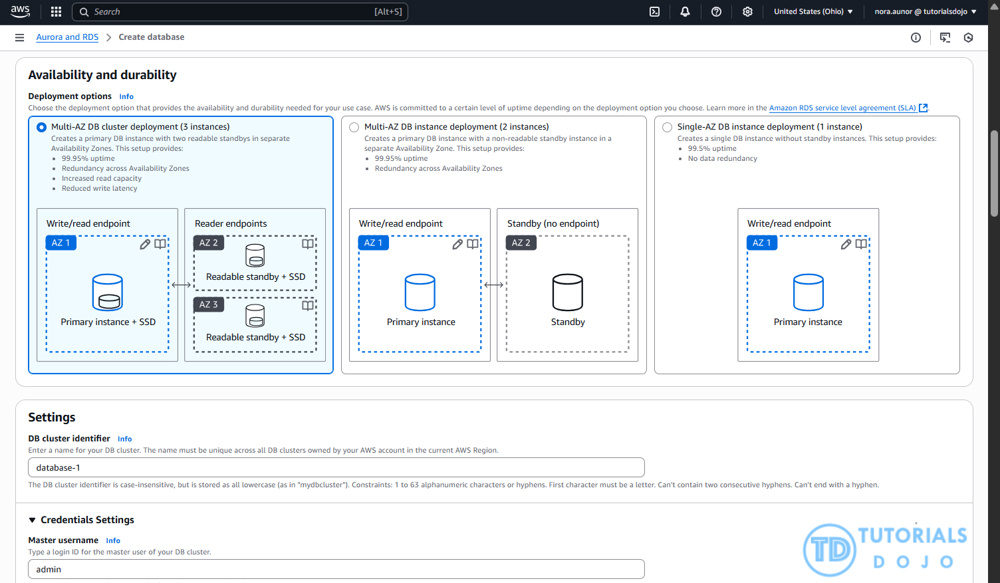 aws
Search [Alt+S]
United States (Ohio)
nora.aunor @ tutorialsdojo
Aurora and RDS
Create database
Availability and durability
Deployment options Info
Choose the deployment option that provides the availability and durability needed for your use case. AWS is committed to a certain level of uptime depending on the deployment option you choose. Learn more in the Amazon RDS service level agreement (SLA).
Multi-AZ DB cluster deployment (3 instances)
Creates a primary DB instance with two readable standbys in separate
Availability Zones. This setup provides:
• 99.95% uptime
• Redundancy across Availability Zones
• Increased read capacity
• Reduced write latency
Write/read endpoint
AZ 1
Primary instance + SSD
Reader endpoints
AZ 2
Readable standby + SSD
AZ 3
Readable standby + SSD
Multi-AZ DB instance deployment (2 instances)
Creates a primary DB instance with a non-readable standby instance in a
separate Availability Zone. This setup provides:
• 99.95% uptime
• Redundancy across Availability Zones
Write/read endpoint
AZ 1
Primary instance
Standby (no endpoint)
AZ 2
Standby
Single-AZ DB instance deployment (1 instance)
Creates a single DB instance without standby instances. This setup provides:
• 99.5% uptime
• No data redundancy
Write/read endpoint
AZ 1
Primary instance
Settings
DB cluster identifier Info
Enter a name for your DB cluster. The name must be unique across all DB clusters owned by your AWS account in the current AWS Region.
database-1
The DB cluster identifier is case-insensitive, but is stored as all lowercase (as in "mydbcluster"). Constraints: 1 to 63 alphanumeric characters or hyphens. First character must be a letter. Can't contain two consecutive hyphens. Can't end with a hyphen.
Credentials Settings
Master username Info
Type a login ID for the master user of your DB cluster.
admin
TD TUTORIALS
DOJO